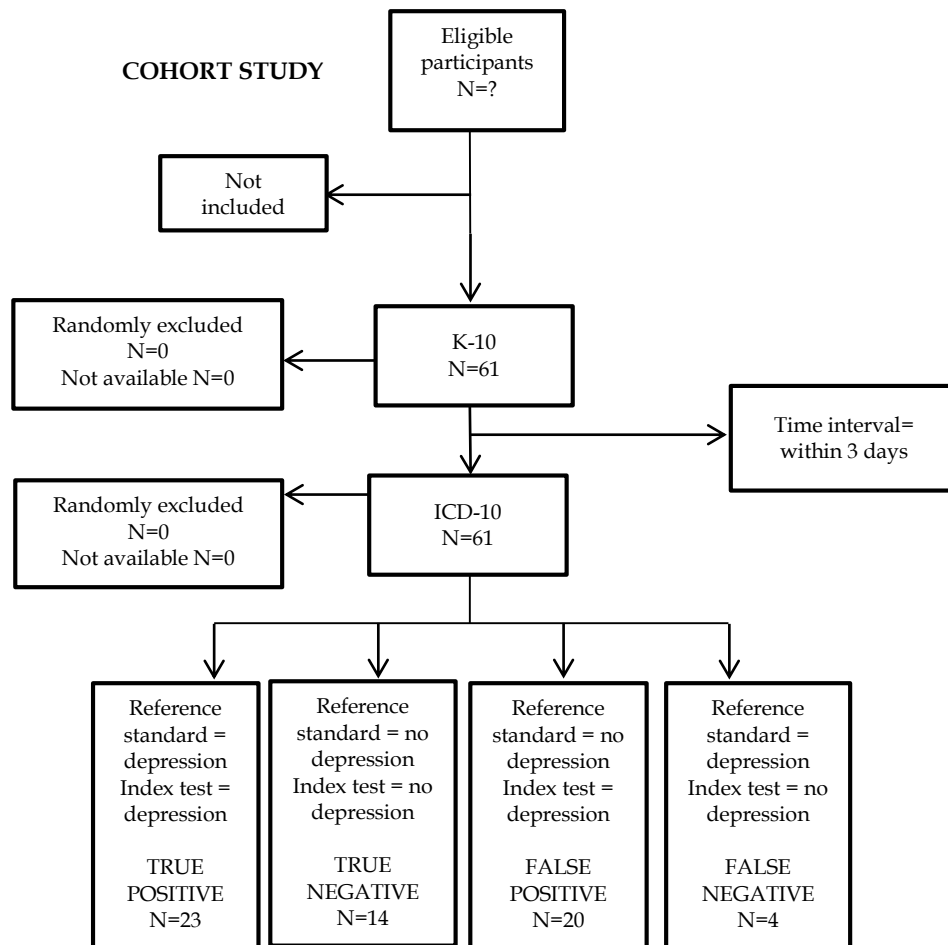 COHORT STUDY
Eligible
participants
N=?
Not
included
K-10
N=61
Randomly excluded
N=0
Not available N=0
Time interval=
within 3 days
ICD-10
N=61
Randomly excluded
N=0
Not available N=0
Reference
standard =
depression
Index test =
depression
TRUE
POSITIVE
N=23
Reference
standard = no
depression
Index test = no
depression
TRUE
NEGATIVE
N=14
Reference
standard = no
depression
Index test =
depression
FALSE
POSITIVE
N=20
Reference
standard =
depression
Index test = no
depression
FALSE
NEGATIVE
N=4